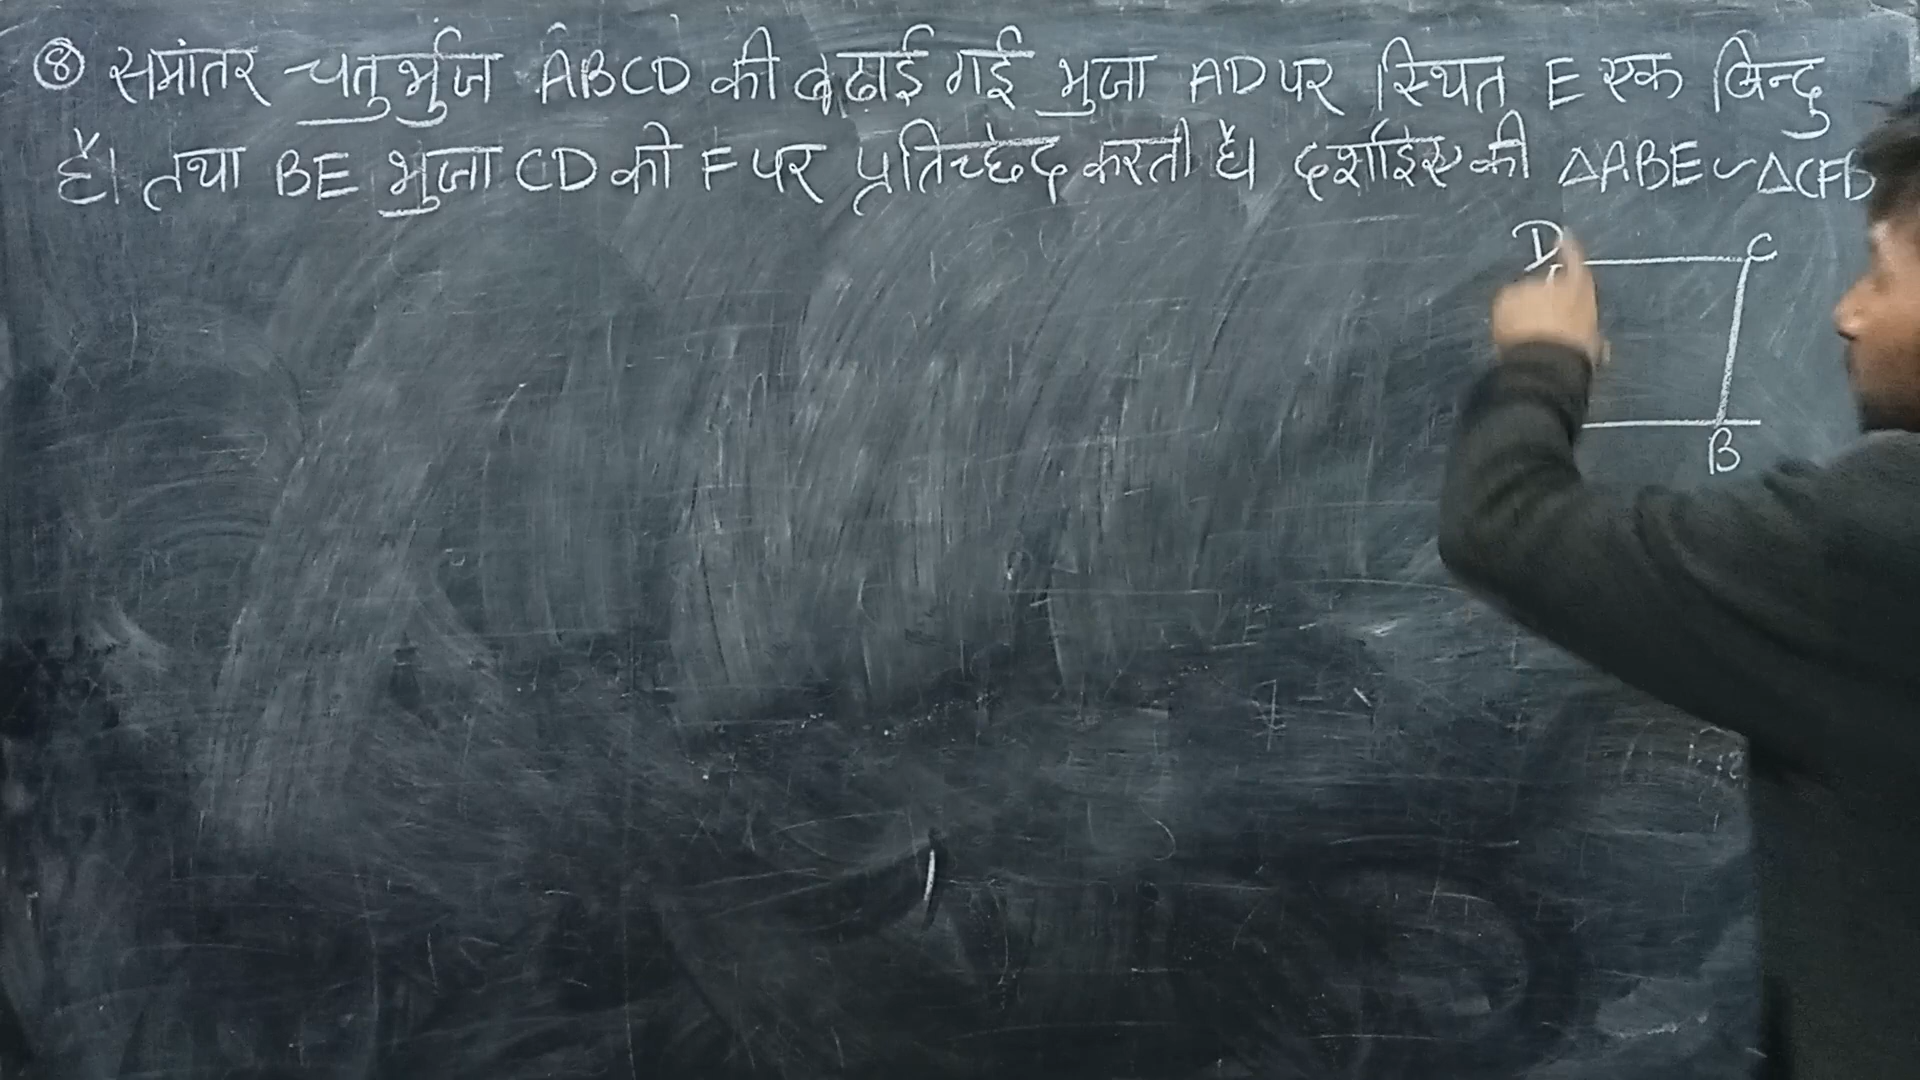 ⑧ समांतर चतुर्भुज ABCD की बढ़ाई गई भुजा AD पर स्थित E एक बिन्दु
है। तथा BE भुजा CD को F पर प्रतिच्छेद करती है। दर्शाइए की △ABE ~ △CFB
D C
B